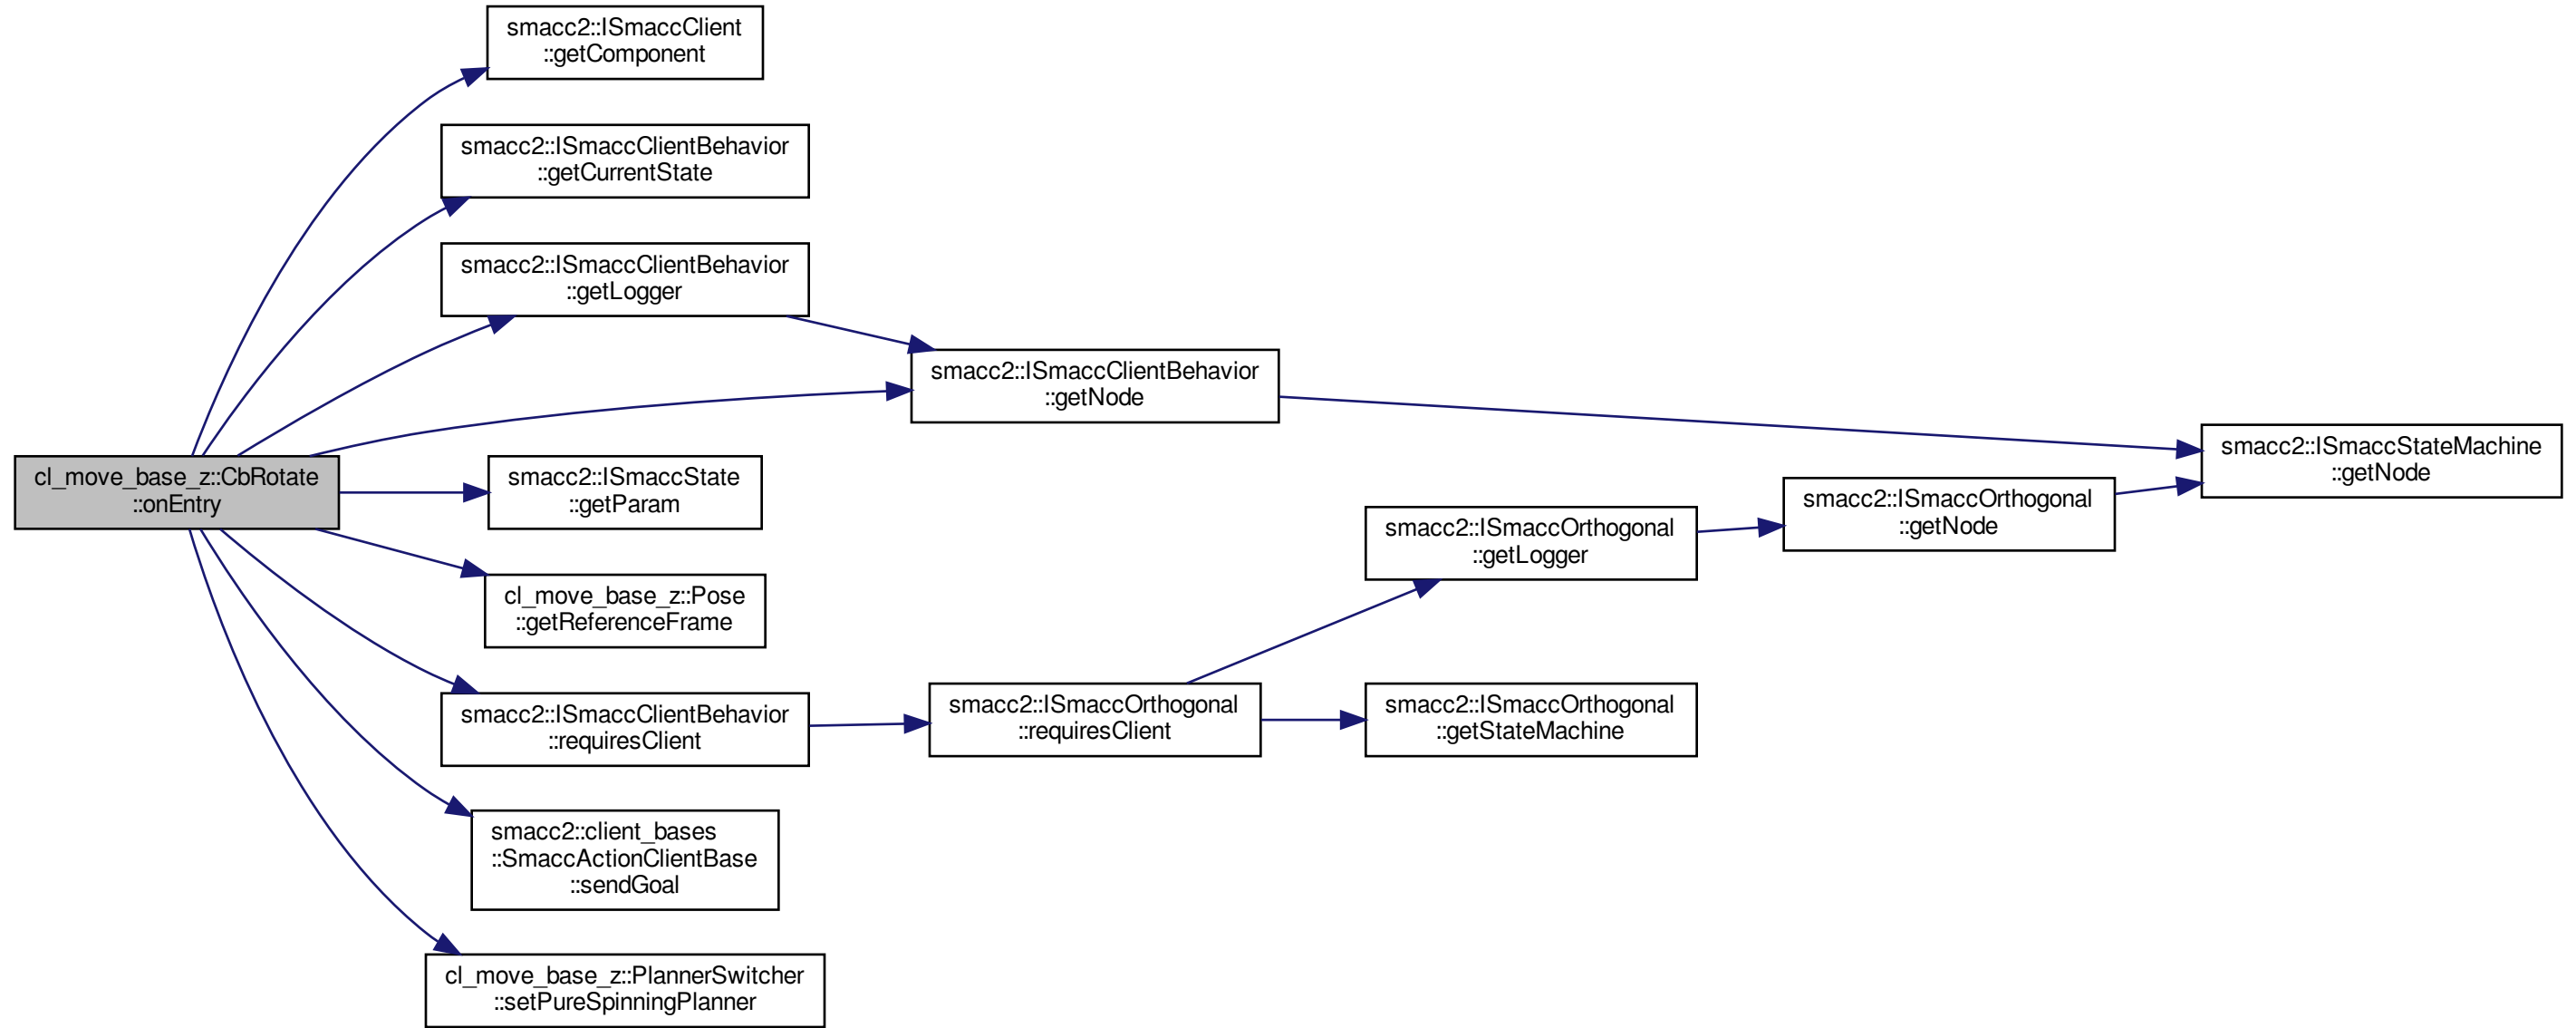 smacc2::ISmaccClient
::getComponent
smacc2::ISmaccClientBehavior
::getCurrentState
smacc2::ISmaccClientBehavior
::getLogger
smacc2::ISmaccClientBehavior
::getNode
smacc2::ISmaccStateMachine
::getNode
cl_move_base_z::CbRotate
::onEntry
smacc2::ISmaccState
::getParam
smacc2::ISmaccOrthogonal
::getNode
smacc2::ISmaccOrthogonal
::getLogger
cl_move_base_z::Pose
::getReferenceFrame
smacc2::ISmaccClientBehavior
::requiresClient
smacc2::ISmaccOrthogonal
::requiresClient
smacc2::ISmaccOrthogonal
::getStateMachine
smacc2::client_bases
::SmaccActionClientBase
::sendGoal
cl_move_base_z::PlannerSwitcher
::setPureSpinningPlanner